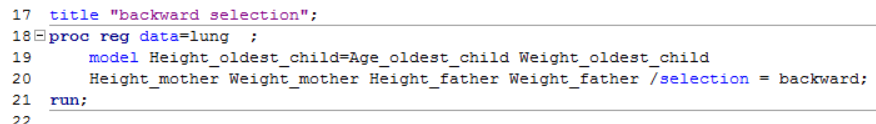 17 title "backward selection";
18 proc reg data=lung  ;
19     model Height_oldest_child=Age_oldest_child Weight_oldest_child
20     Height_mother Weight_mother Height_father Weight_father /selection = backward;
21 run;
22